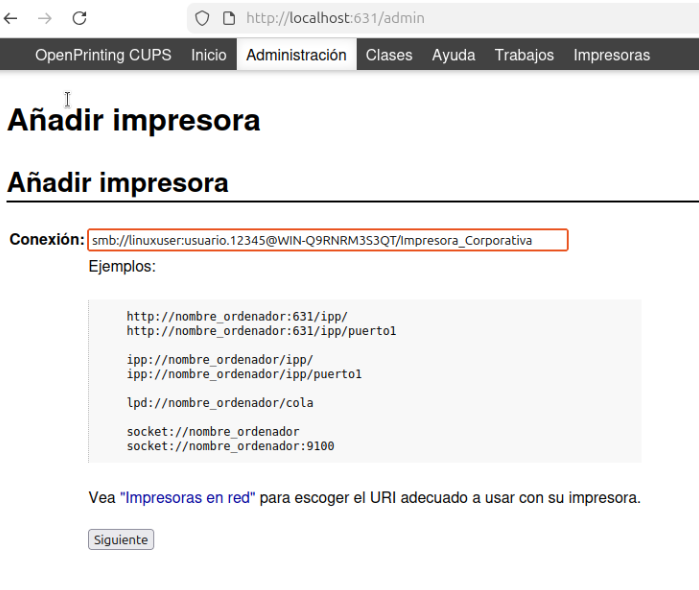 http://localhost:631/admin
OpenPrinting CUPS Inicio Administración Clases Ayuda Trabajos Impresoras
Añadir impresora
Añadir impresora
Conexión: smb://linuxuser:usuario.12345@WIN-Q9RNRM3S3QT/Impresora_Corporativa
Ejemplos:
http://nombre_ordenador:631/ipp/
http://nombre_ordenador:631/ipp/puerto1
ipp://nombre_ordenador/ipp/
ipp://nombre_ordenador/ipp/puerto1
lpd://nombre_ordenador/cola
socket://nombre_ordenador
socket://nombre_ordenador:9100
Vea "Impresoras en red" para escoger el URI adecuado a usar con su impresora.
Siguiente